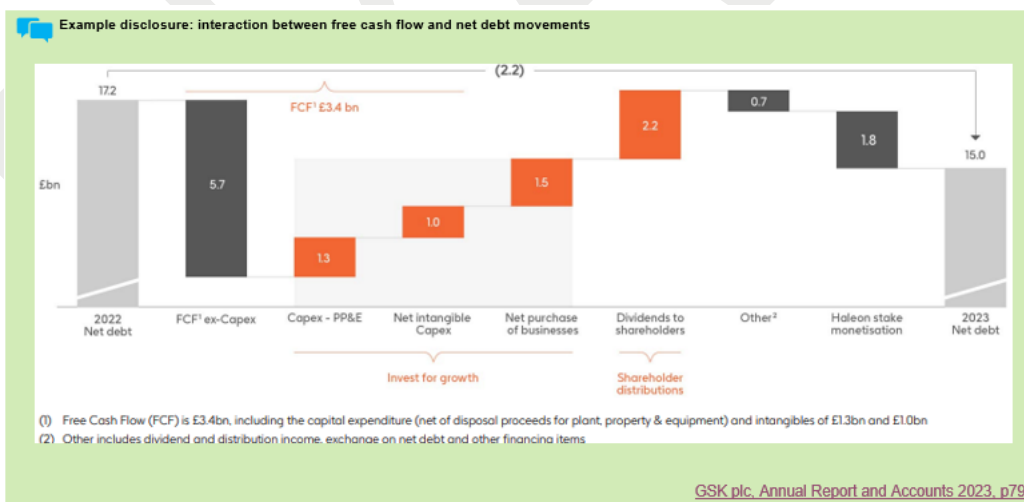 Example disclosure: interaction between free cash flow and net debt movements
(2.2)
17.2
FCF¹ £3.4 bn
0.7
2.2
1.8
15.0
£bn
5.7
1.5
1.0
1.3
2022
Net debt
FCF¹ ex-Capex
Capex - PP&E
Net intangible
Capex
Net purchase
of businesses
Dividends to
shareholders
Other²
Haleon stake
monetisation
2023
Net debt
Invest for growth
Shareholder
distributions
(1) Free Cash Flow (FCF) is £3.4bn, including the capital expenditure (net of disposal proceeds for plant, property & equipment) and intangibles of £1.3bn and £1.0bn
(2) Other includes dividend and distribution income, exchange on net debt and other financing items
GSK plc, Annual Report and Accounts 2023, p79